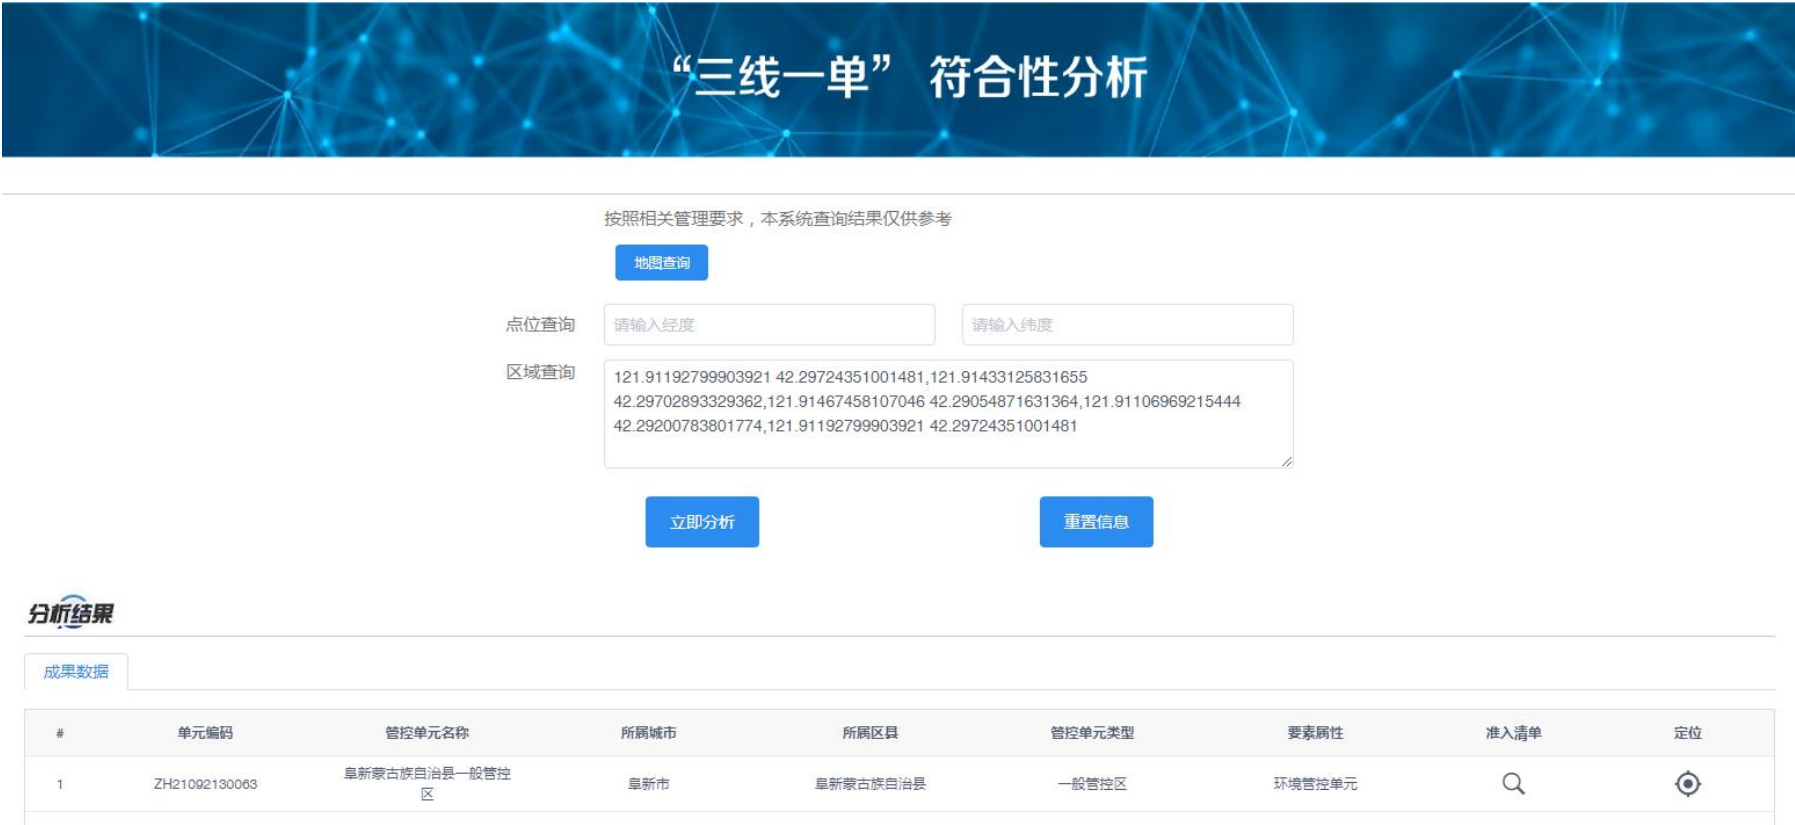 “三线一单” 符合性分析
按照相关管理要求，本系统查询结果仅供参考
地图查询
点位查询 请输入经度 请输入纬度
区域查询
121.91192799903921 42.29724351001481,121.91433125831655
42.29702893329362,121.91467458107046 42.29054871631364,121.91106969215444
42.29200783801774,121.91192799903921 42.29724351001481
立即分析 重置信息
分析结果
成果数据
# 单元编码 管控单元名称 所属城市 所属区县 管控单元类型 要素属性 准入清单 定位
1 ZH21092130063 阜新蒙古族自治县一般管控 阜新市 阜新蒙古族自治县 一般管控区 环境管控单元
区